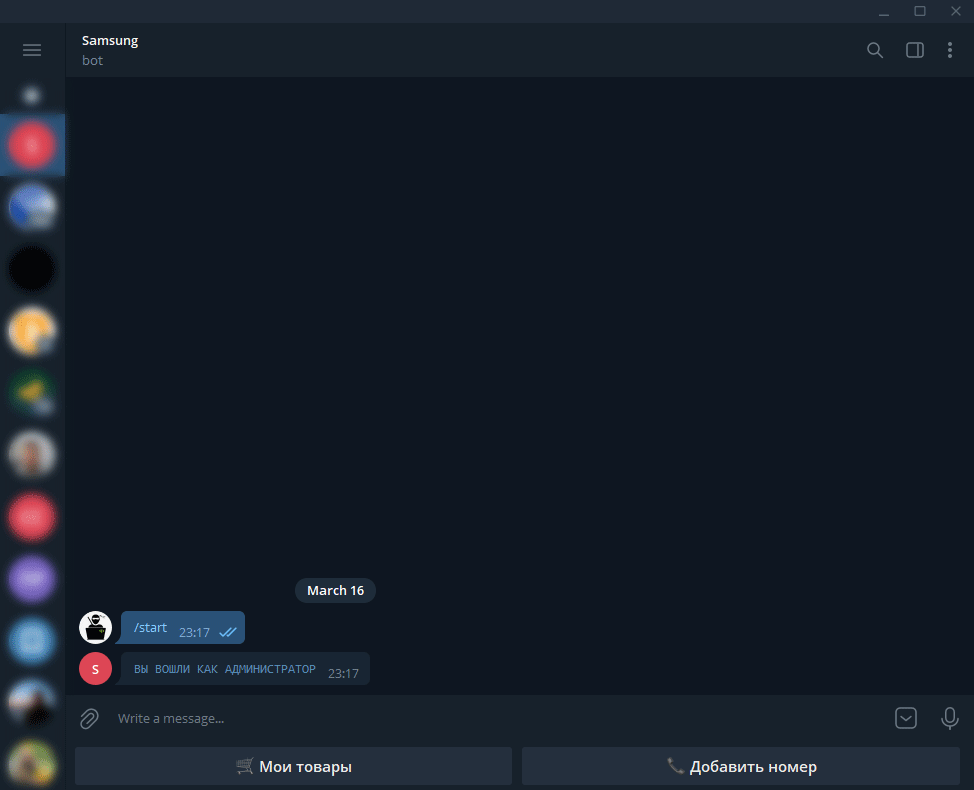 Samsung
bot
March 16
/start 23:17
ВЫ ВОШЛИ КАК АДМИНИСТРАТОР 23:17
S
Write a message...
🛒 Мои товары
📞 Добавить номер